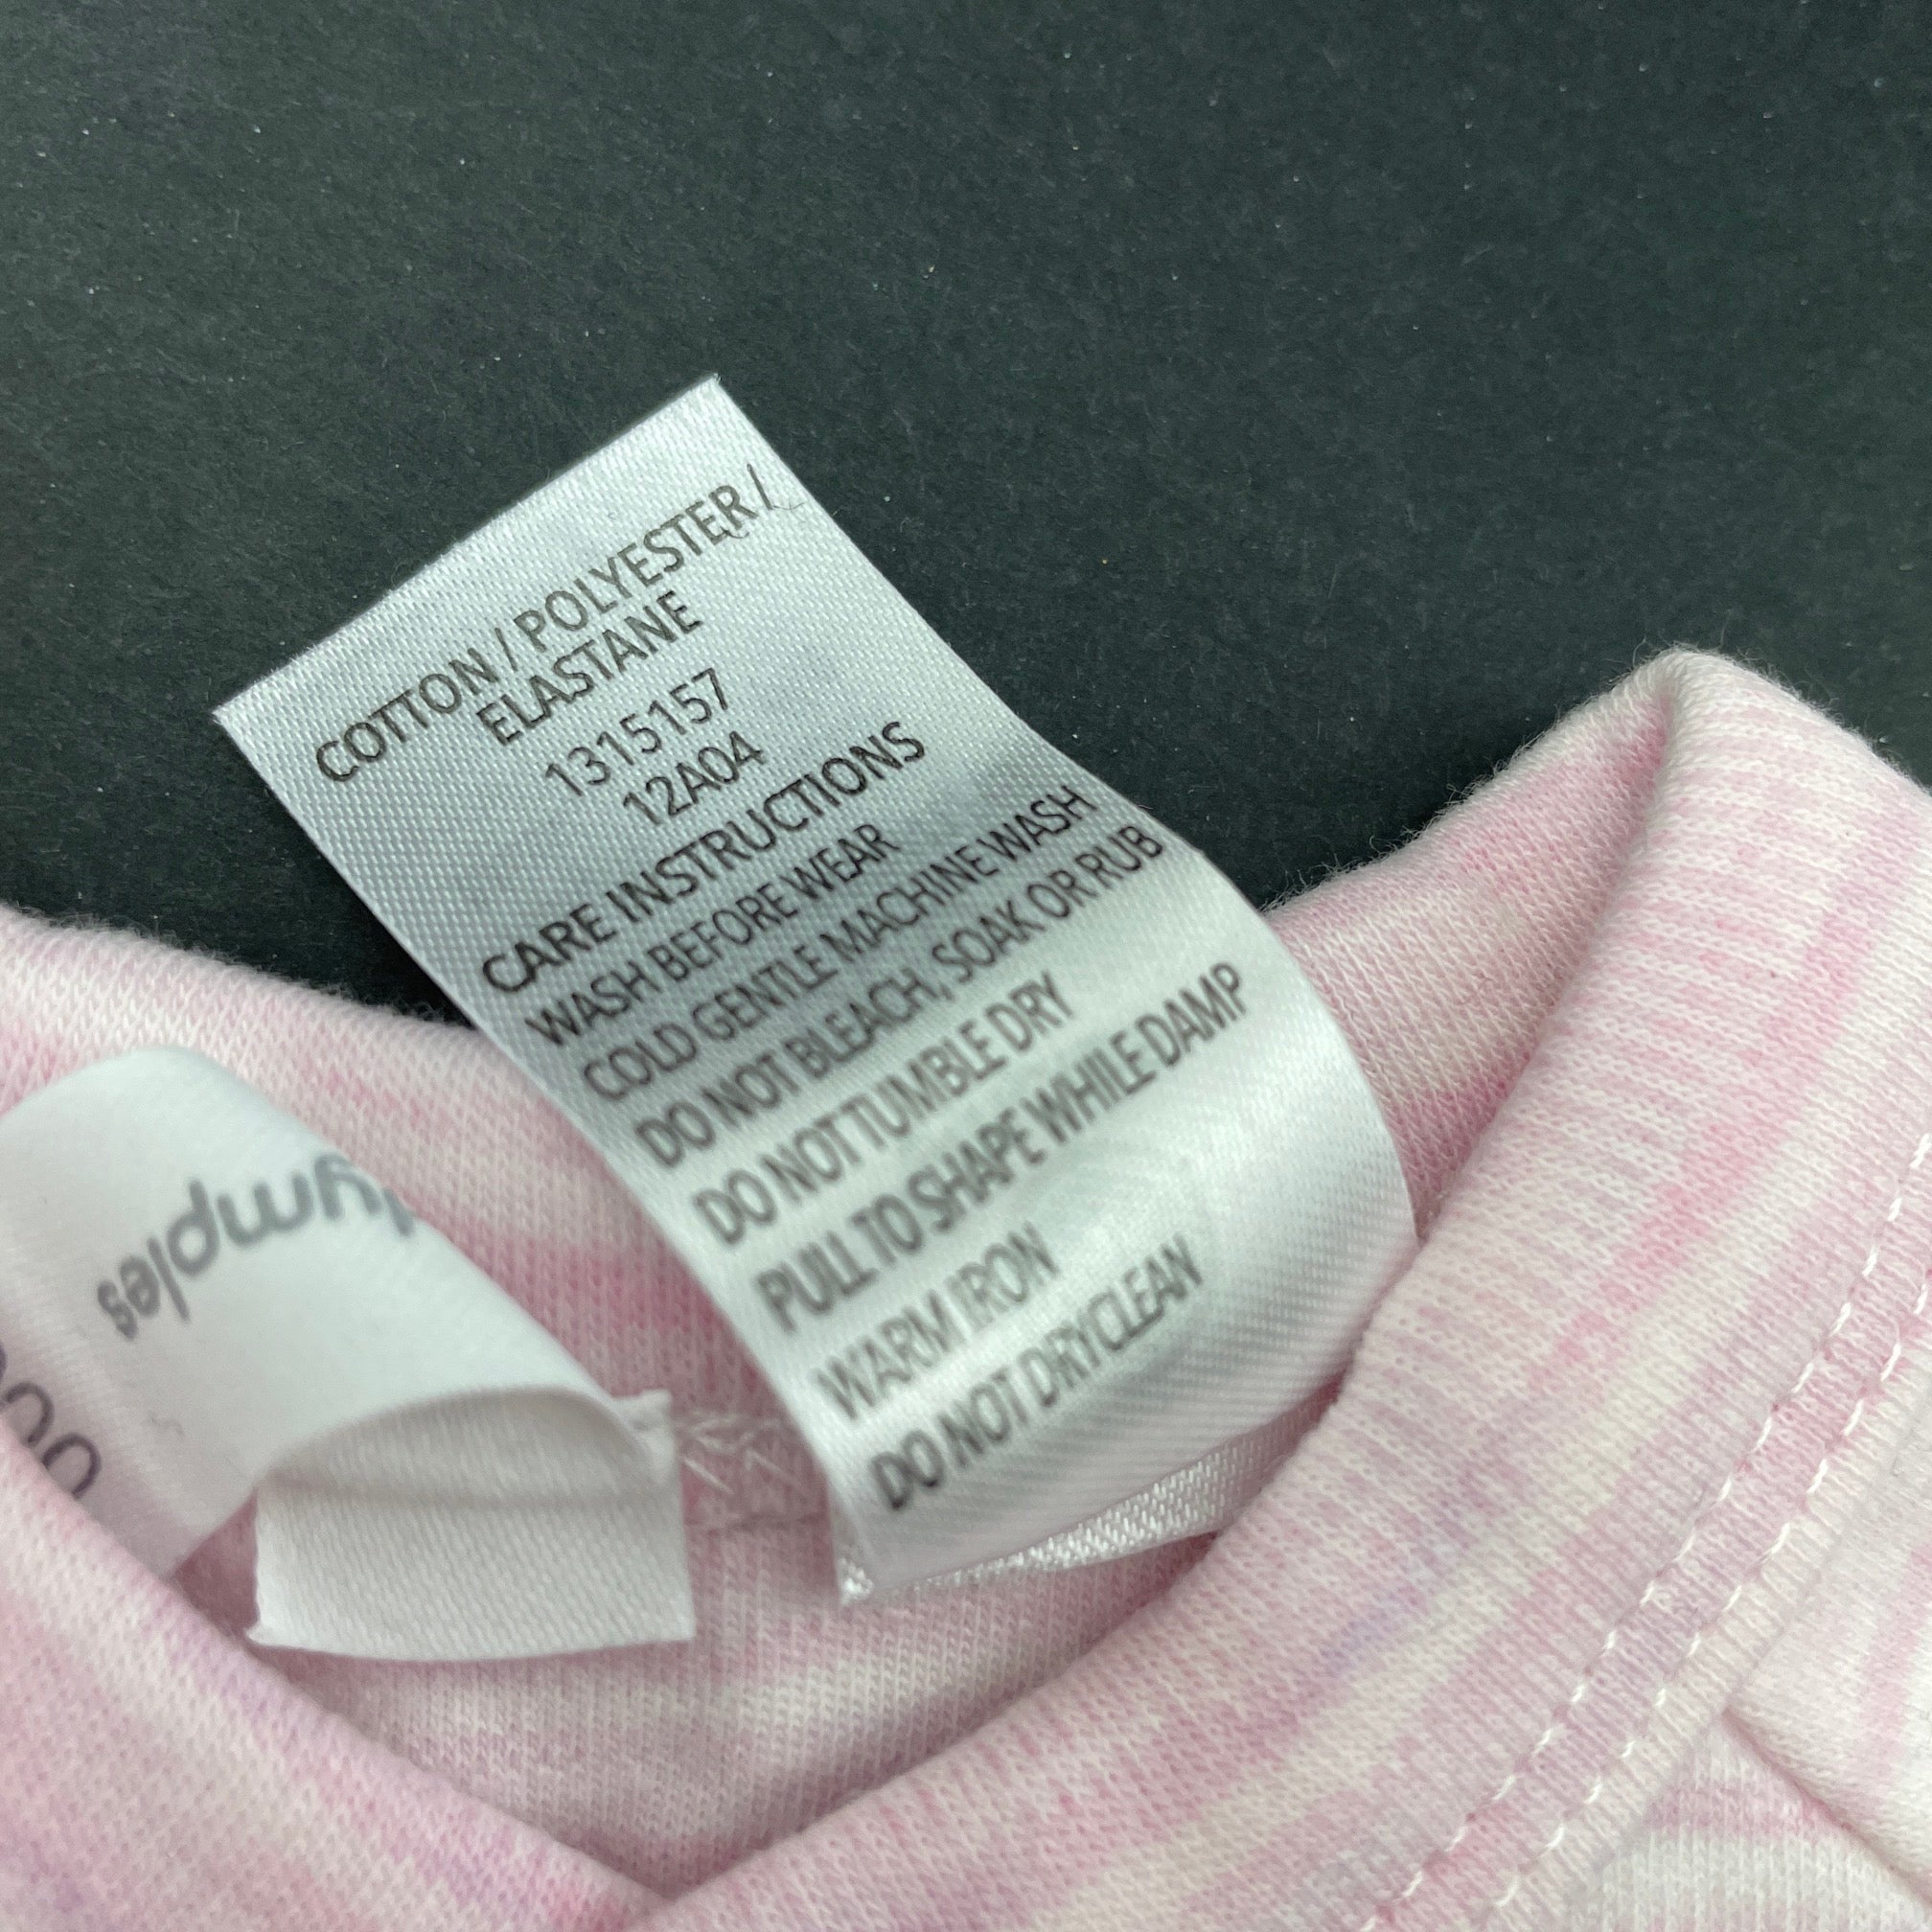 COTTON / POLYESTER /
ELASTANE
1315157
12A04
CARE INSTRUCTIONS
WASH BEFORE WEAR
COLD GENTLE MACHINE WASH
DO NOT BLEACH, SOAK OR RUB
DO NOT TUMBLE DRY
PULL TO SHAPE WHILE DAMP
WARM IRON
DO NOT DRYCLEAN